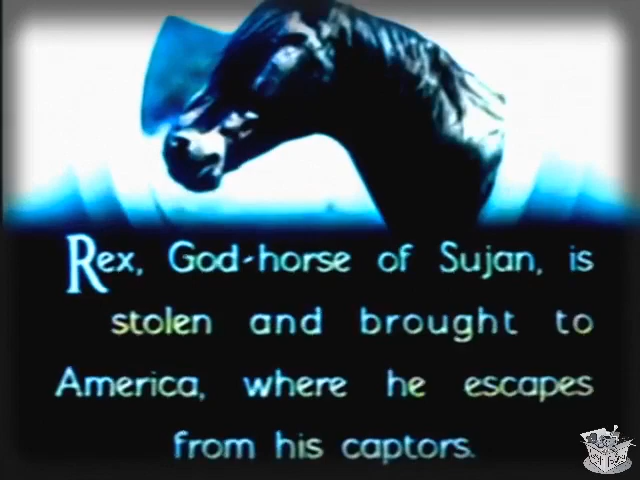 Rex, God-horse of Sujan, is
stolen and brought to
America, where he escapes
from his captors.